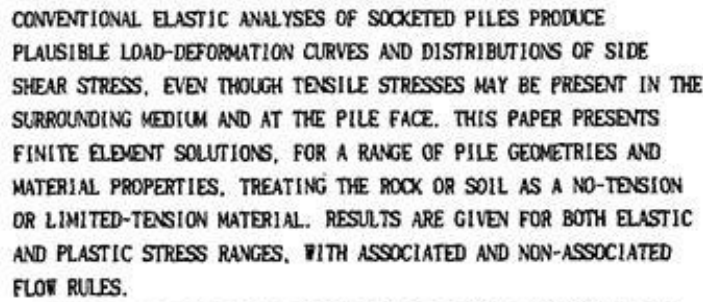 CONVENTIONAL ELASTIC ANALYSES OF SOCKETED PILES PRODUCE
PLAUSIBLE LOAD-DEFORMATION CURVES AND DISTRIBUTIONS OF SIDE
SHEAR STRESS, EVEN THOUGH TENSILE STRESSES MAY BE PRESENT IN THE
SURROUNDING MEDIUM AND AT THE PILE FACE. THIS PAPER PRESENTS
FINITE ELEMENT SOLUTIONS, FOR A RANGE OF PILE GEOMETRIES AND
MATERIAL PROPERTIES, TREATING THE ROCK OR SOIL AS A NO-TENSION
OR LIMITED-TENSION MATERIAL. RESULTS ARE GIVEN FOR BOTH ELASTIC
AND PLASTIC STRESS RANGES, WITH ASSOCIATED AND NON-ASSOCIATED
FLOW RULES.